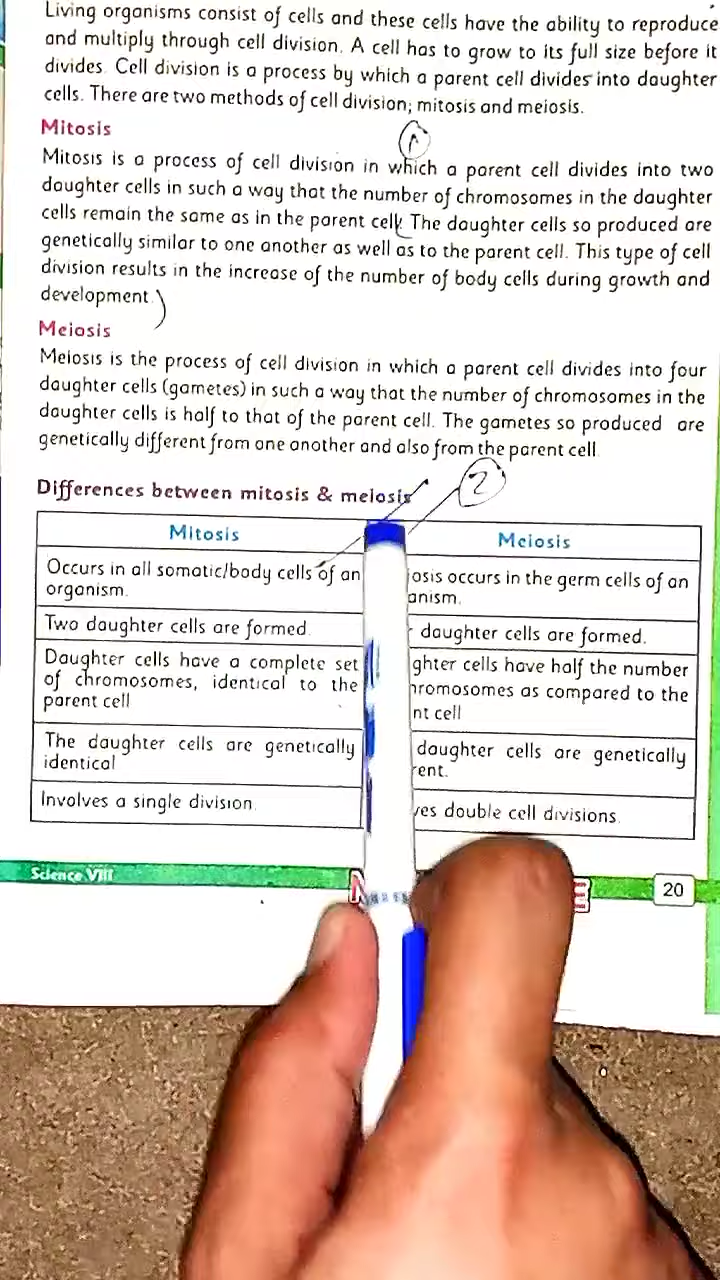 Living organisms consist of cells and these cells have the ability to reproduce
and multiply through cell division. A cell has to grow to its full size before it
divides. Cell division is a process by which a parent cell divides into daughter
cells. There are two methods of cell division; mitosis and meiosis.
Mitosis
Mitosis is a process of cell division in which a parent cell divides into two
daughter cells in such a way that the number of chromosomes in the daughter
cells remain the same as in the parent cell. The daughter cells so produced are
genetically similar to one another as well as to the parent cell. This type of cell
division results in the increase of the number of body cells during growth and
development.
Meiosis
Meiosis is the process of cell division in which a parent cell divides into four
daughter cells (gametes) in such a way that the number of chromosomes in the
daughter cells is half to that of the parent cell. The gametes so produced are
genetically different from one another and also from the parent cell.
2
Differences between mitosis & meiosis
Mitosis
Meiosis
Occurs in all somatic/body cells of an
organism.
osis occurs in the germ cells of an
anism.
Two daughter cells are formed.
daughter cells are formed.
Daughter cells have a complete set
of chromosomes, identical to the
parent cell
ghter cells have half the number
hromosomes as compared to the
nt cell
The daughter cells are genetically
identical
daughter cells are genetically
rent.
Involves a single division.
ves double cell divisions.
Science VIII
20